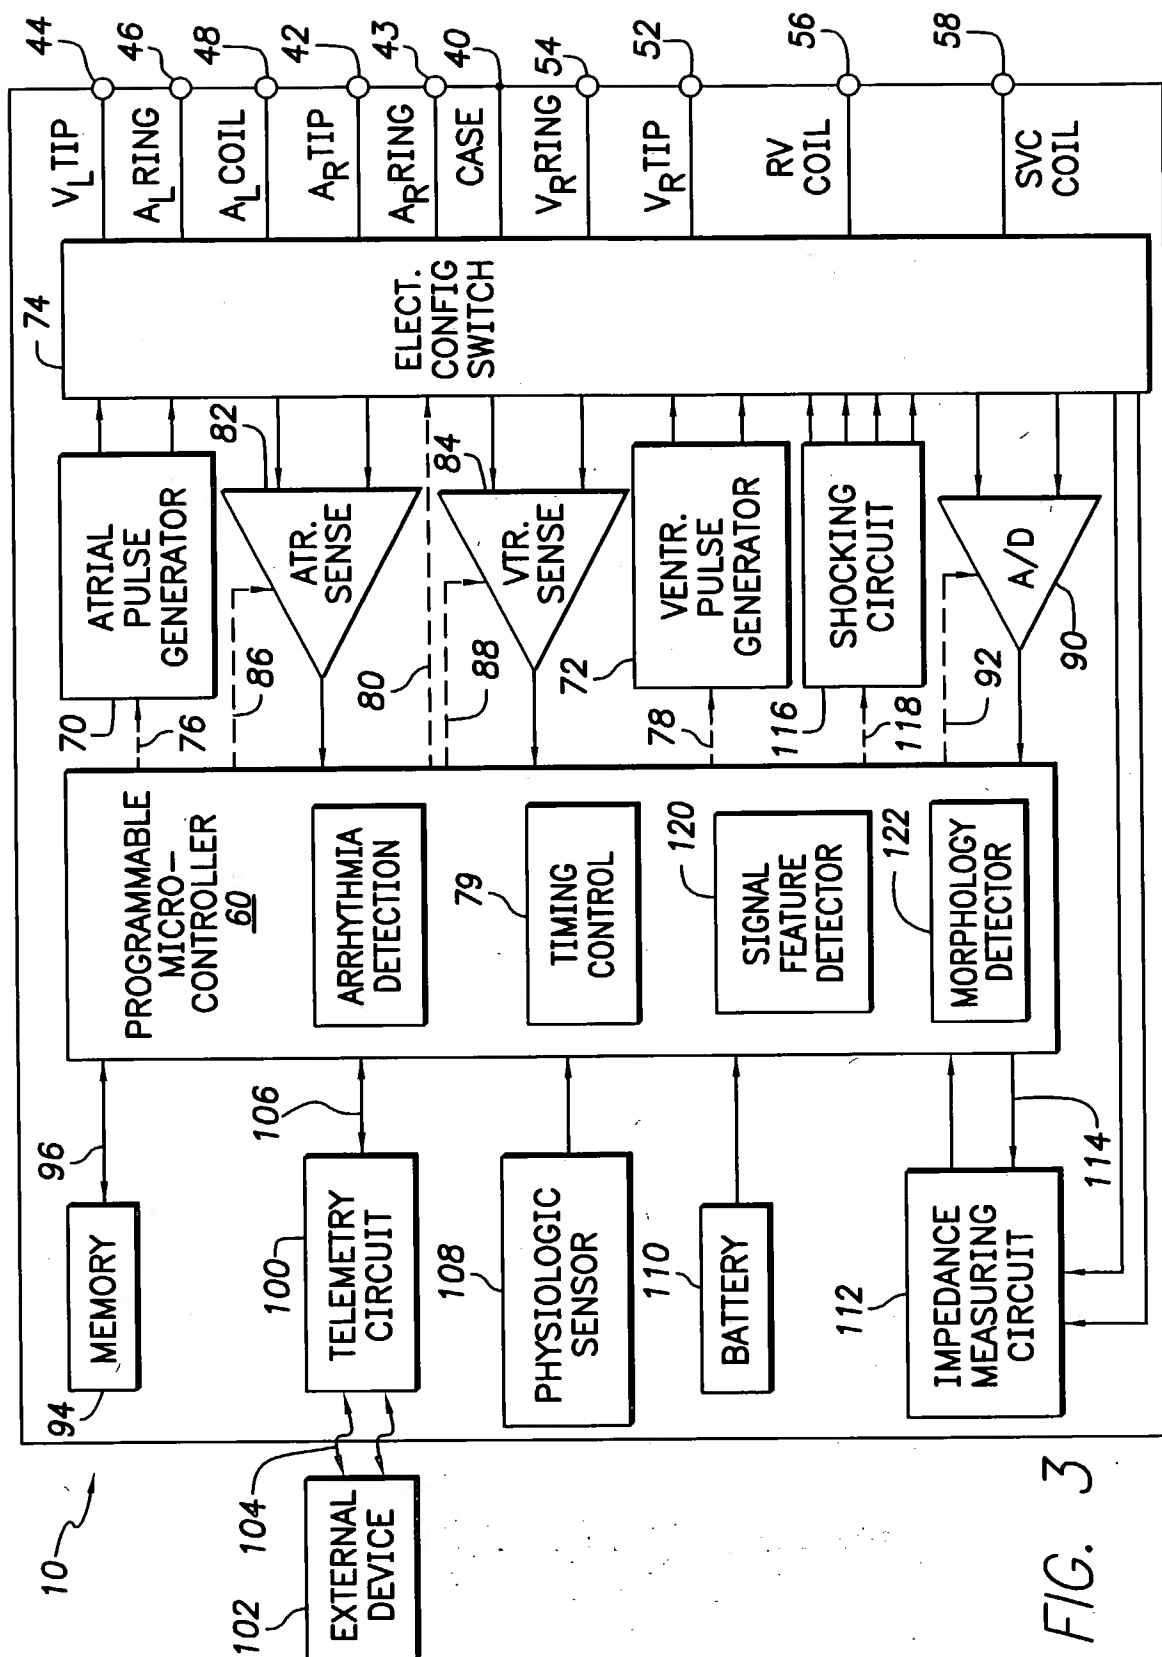 10
44
V_L TIP
46
A_L RING
48
A_L COIL
42
A_R TIP
43
A_R RING
40
CASE
54
V_R RING
52
V_R TIP
56
RV
COIL
58
SVC
COIL
74
ELECT.
CONFIG
SWITCH
ATRIAL
PULSE
GENERATOR
70
76
82
ATR.
SENSE
86
80
84
VTR.
SENSE
88
VENTR.
PULSE
GENERATOR
72
78
SHOCKING
CIRCUIT
116
118
A/D
90
92
PROGRAMMABLE
MICRO-
CONTROLLER
60
ARRHYTHMIA
DETECTION
79
TIMING
CONTROL
120
SIGNAL
FEATURE
DETECTOR
122
MORPHOLOGY
DETECTOR
96
MEMORY
94
106
TELEMETRY
CIRCUIT
100
104
EXTERNAL
DEVICE
102
PHYSIOLOGIC
SENSOR
108
BATTERY
110
IMPEDANCE
MEASURING
CIRCUIT
112
114
FIG. 3